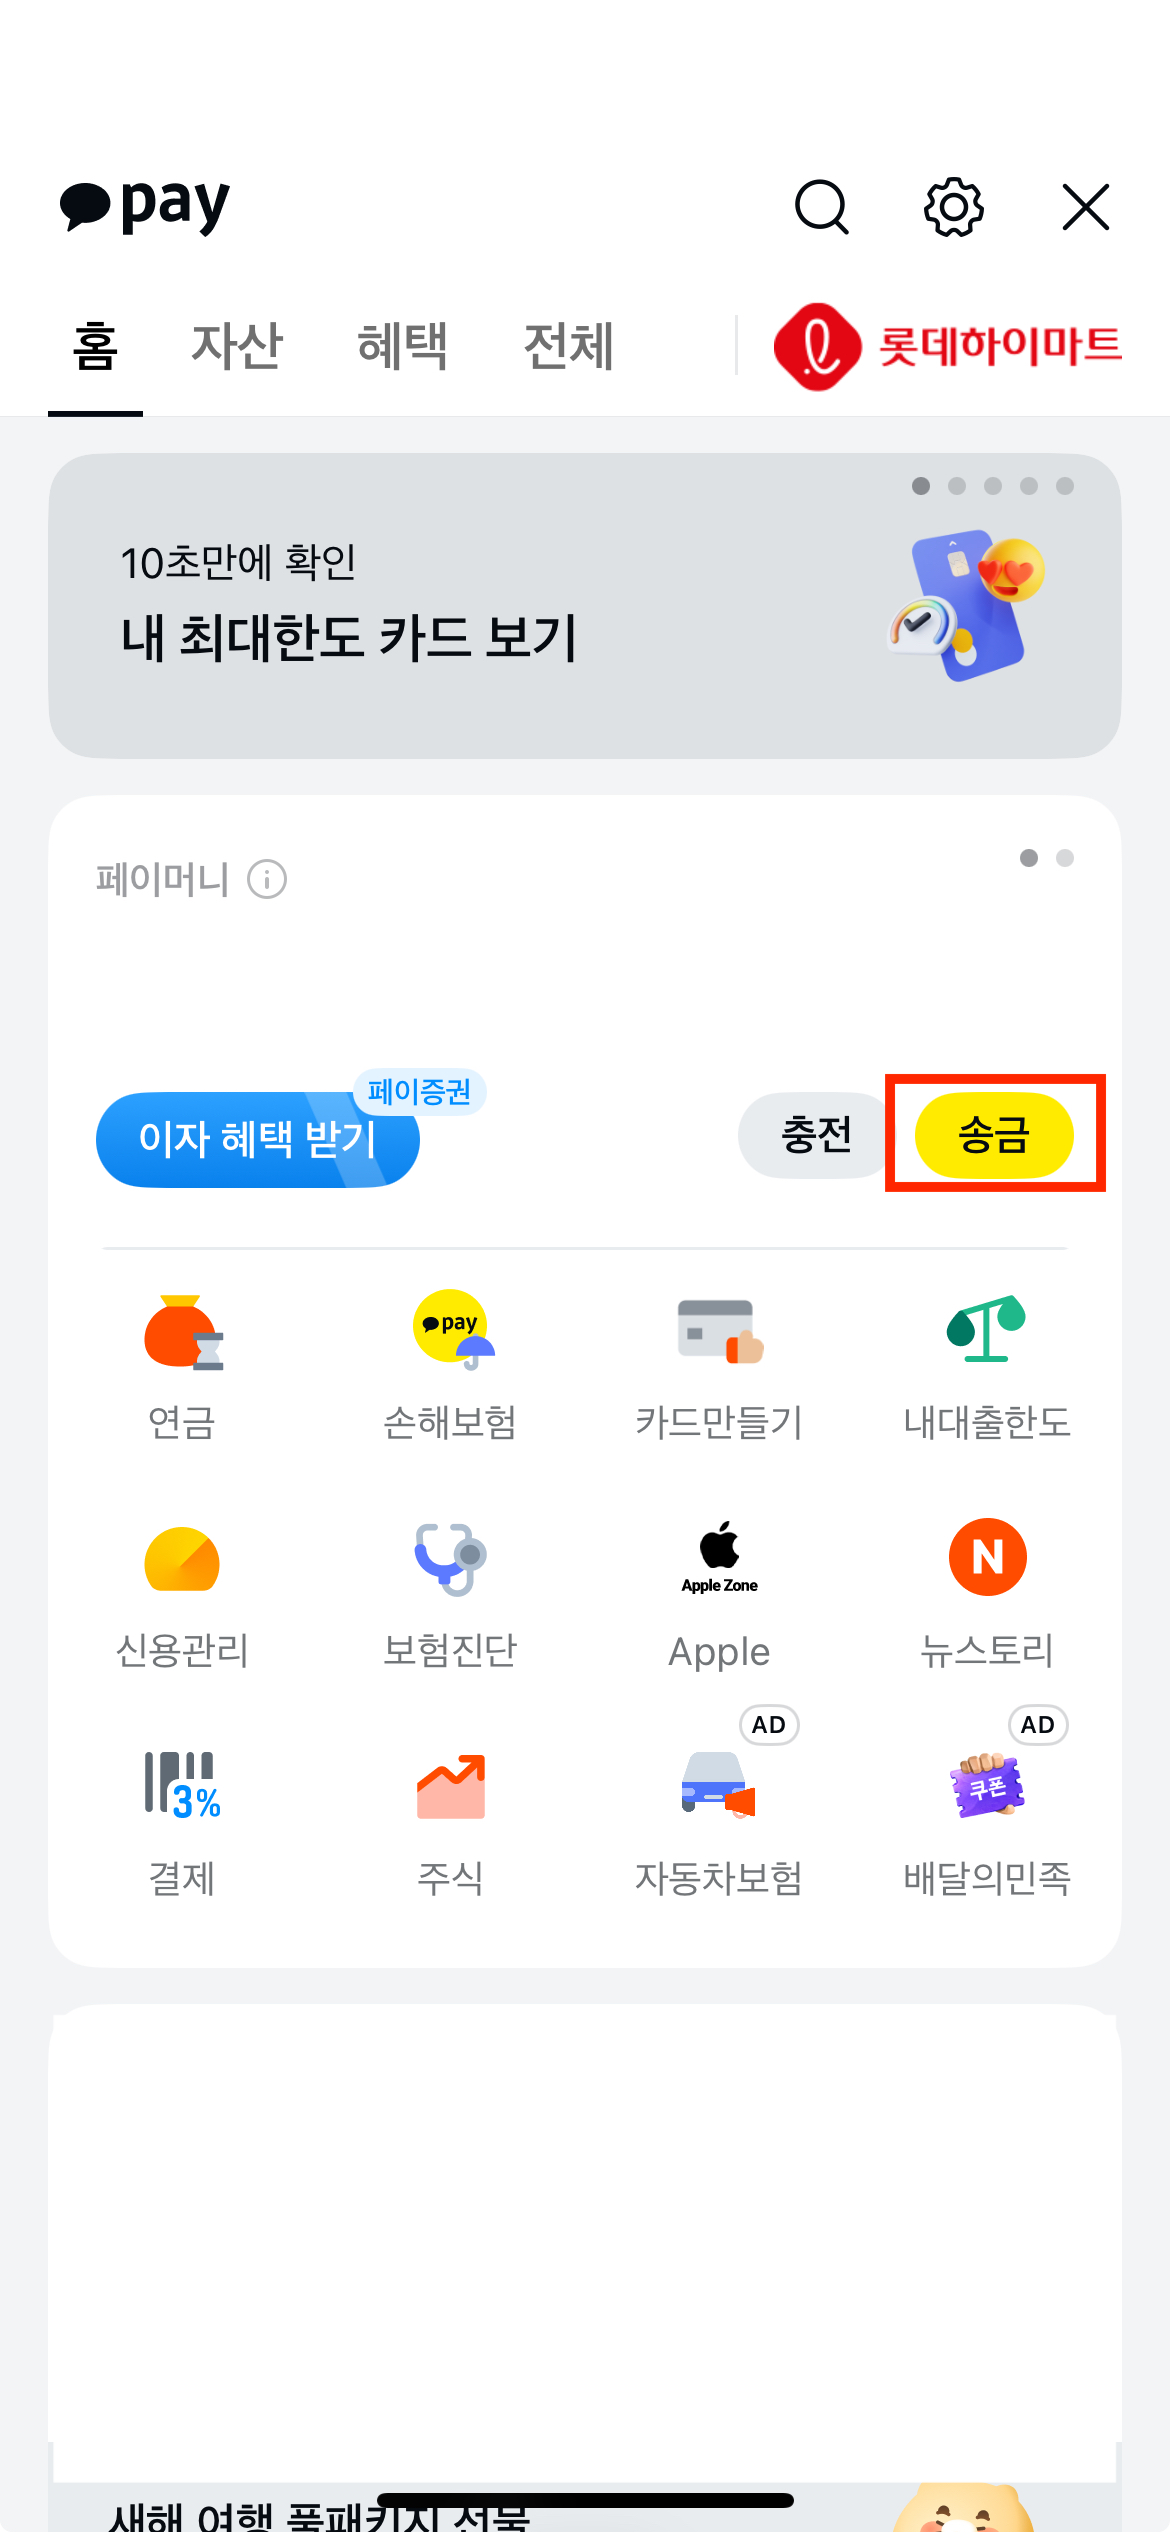 pay
홈 자산 혜택 전체 롯데하이마트
10초만에 확인
내 최대한도 카드 보기
페이머니
페이증권
이자 혜택 받기 충전 송금
pay
연금 손해보험 카드만들기 내대출한도
Apple Zone N
신용관리 보험진단 Apple 뉴스토리
AD AD
3% 쿠폰
결제 주식 자동차보험 배달의민족
새해 여행 풀패키지 선물